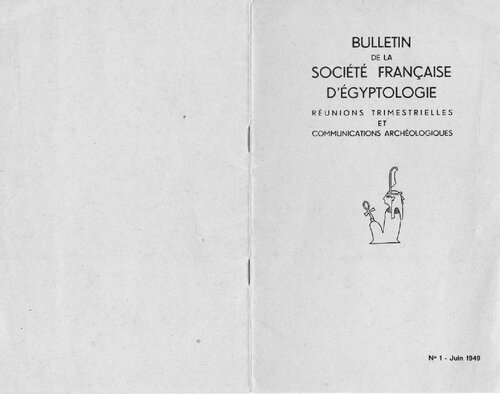 BULLETIN
DE LA
SOCIÉTÉ FRANÇAISE
D'ÉGYPTOLOGIE
RÉUNIONS TRIMESTRIELLES
ET
COMMUNICATIONS ARCHÉOLOGIQUES
N° 1 - Juin 1949